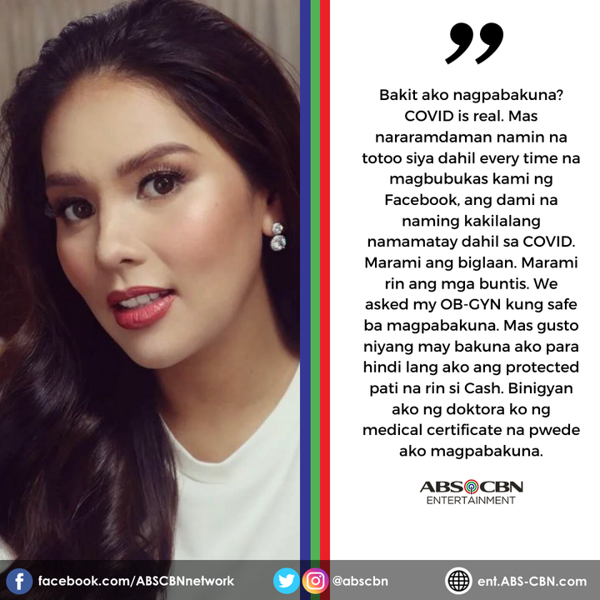 ”
Bakit ako nagpabakuna?
COVID is real. Mas
nararamdaman namin na
totoo siya dahil every time na
magbubukas kami ng
Facebook, ang dami na
naming kakilalang
namamatay dahil sa COVID.
Marami ang biglaan. Marami
rin ang mga buntis. We
asked my OB-GYN kung safe
ba magpabakuna. Mas gusto
niyang may bakuna ako para
hindi lang ako ang protected
pati na rin si Cash. Binigyan
ako ng doktora ko ng
medical certificate na pwede
ako magpabakuna.
ABS CBN
ENTERTAINMENT
facebook.com/ABSCBNnetwork @abscbn ent.ABS-CBN.com